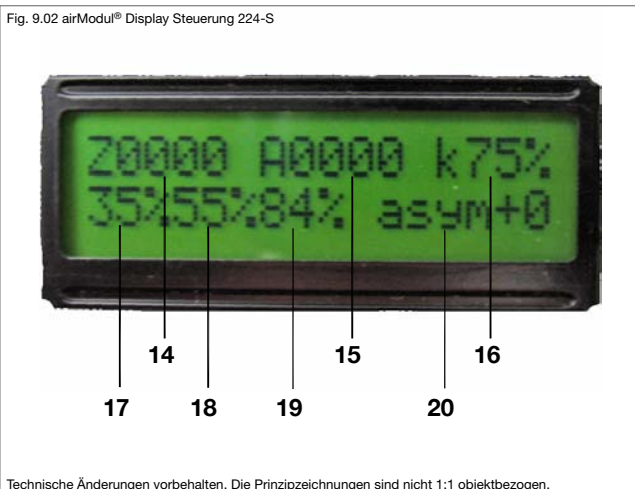 Fig. 9.02 airModul® Display Steuerung 224-S
Z0000 A0000 k75%
35%55%84% asym+0
14 15 16
17 18 19 20
Technische Änderungen vorbehalten. Die Prinzipzeichnungen sind nicht 1:1 objektbezogen.